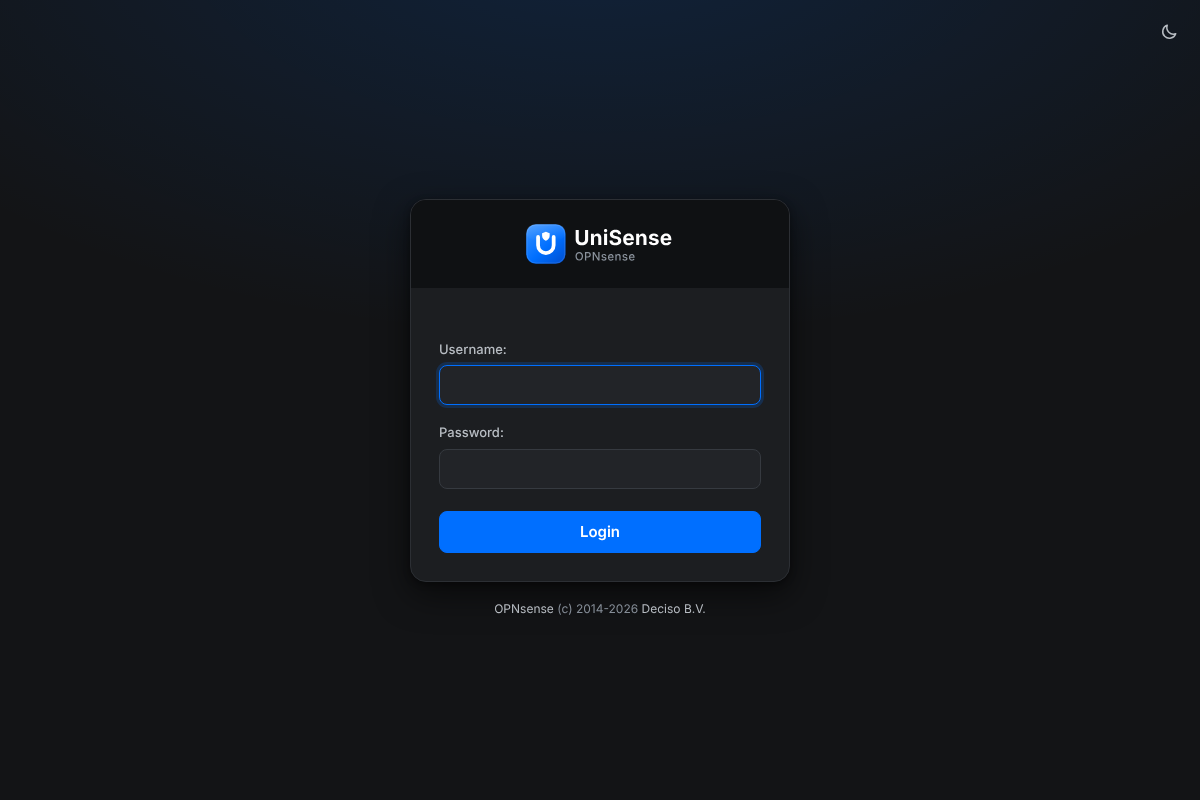 UniSense
OPNsense
Username:
Password:
Login
OPNsense (c) 2014-2026 Deciso B.V.